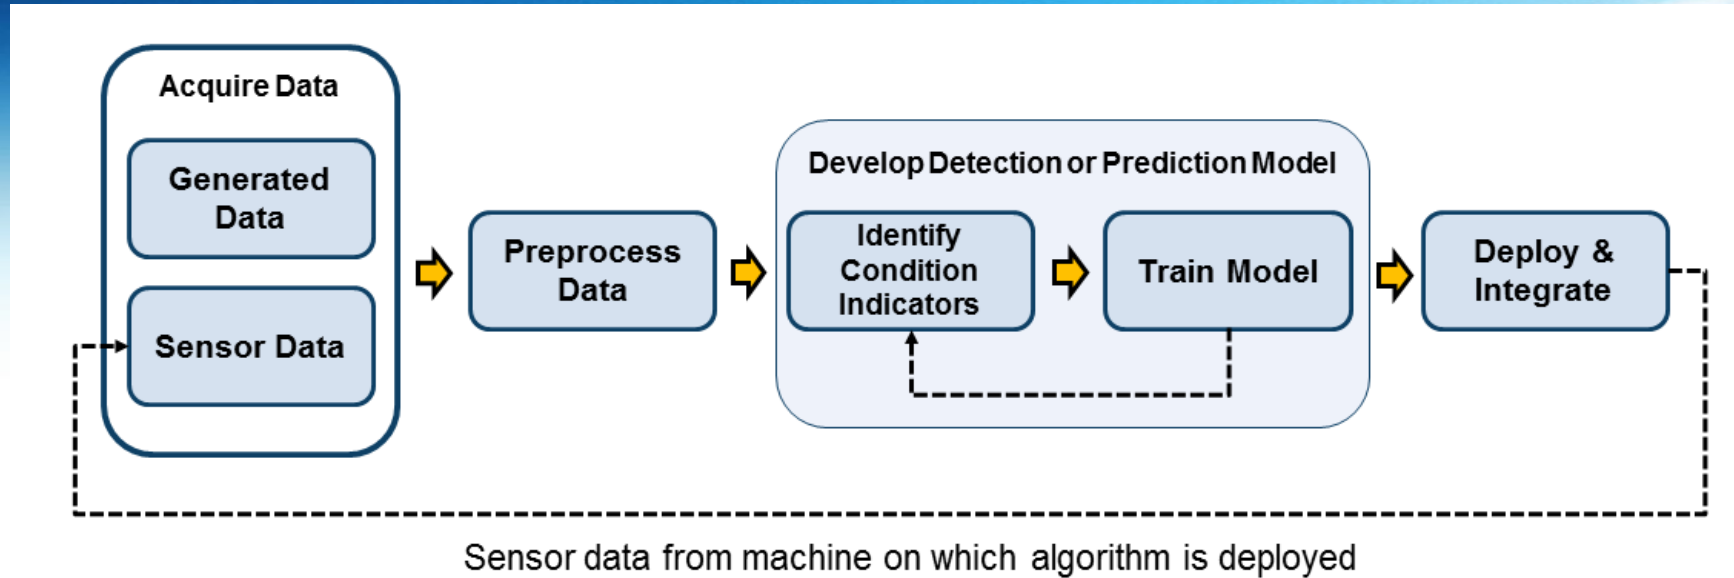 Acquire Data
Generated
Data
Sensor Data
Preprocess
Data
Develop Detection or Prediction Model
Identify
Condition
Indicators
Train Model
Deploy &
Integrate
Sensor data from machine on which algorithm is deployed